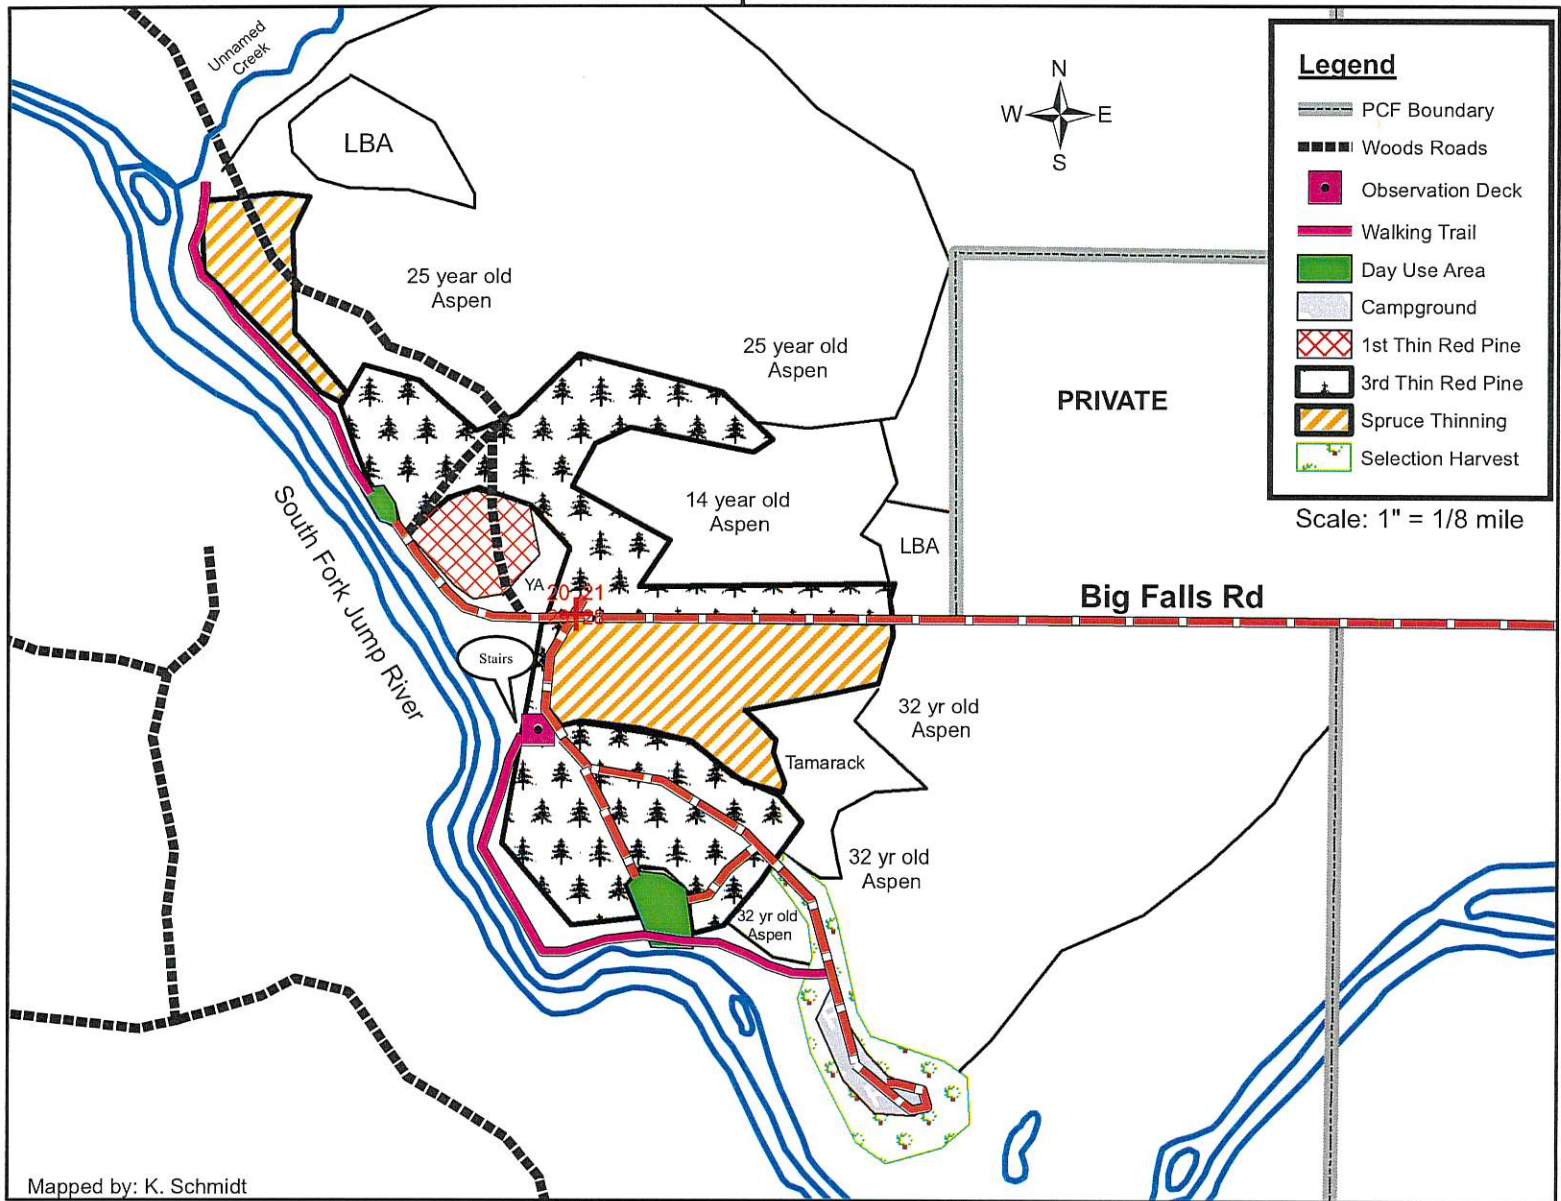 Unnamed
Creek
LBA
N
W E
S
Legend
PCF Boundary
Woods Roads
Observation Deck
Walking Trail
Day Use Area
Campground
1st Thin Red Pine
3rd Thin Red Pine
Spruce Thinning
Selection Harvest
Scale: 1" = 1/8 mile
25 year old
Aspen
25 year old
Aspen
PRIVATE
14 year old
Aspen
LBA
South Fork Jump River
YA
20 21
28
Big Falls Rd
Stairs
32 yr old
Aspen
Tamarack
32 yr old
Aspen
32 yr old
Aspen
Mapped by: K. Schmidt